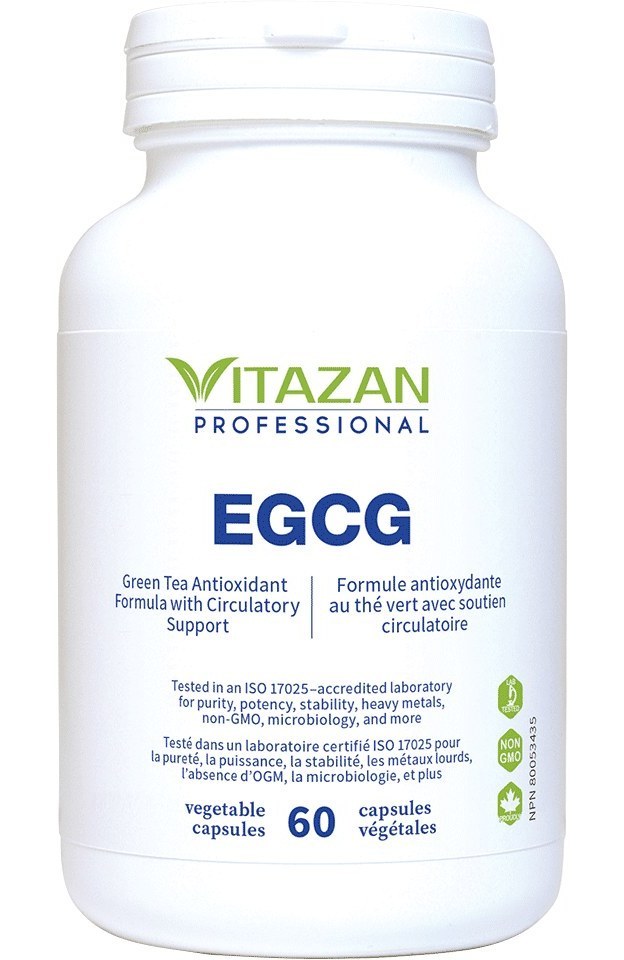 VITAZAN
PROFESSIONAL
EGCG
Green Tea Antioxidant
Formula with Circulatory
Support
Formule antioxydante
au thé vert avec soutien
circulatoire
Tested in an ISO 17025–accredited laboratory
for purity, potency, stability, heavy metals,
non-GMO, microbiology, and more
Testé dans un laboratoire certifié ISO 17025 pour
la pureté, la puissance, la stabilité, les métaux lourds,
l’absence d’OGM, la microbiologie, et plus
vegetable
capsules
60
capsules
végétales
LAB
TESTED
NON
GMO
PROUDLY
NPN 80053435